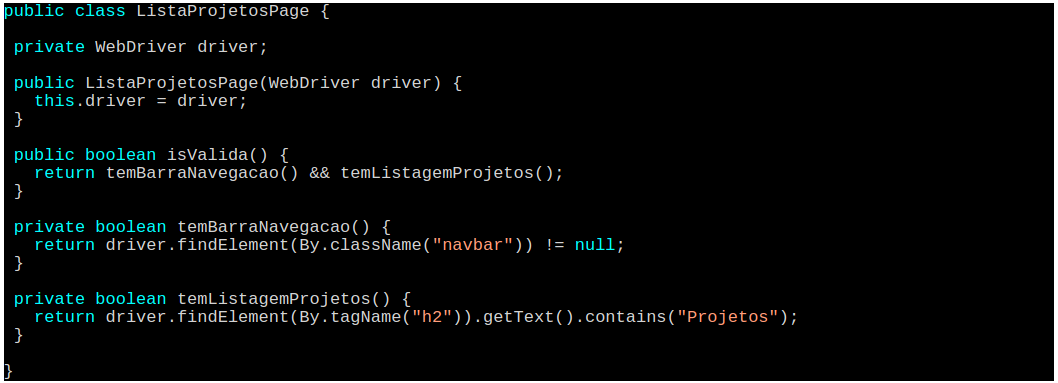 public class ListaProjetosPage {
private WebDriver driver;
public ListaProjetosPage(WebDriver driver) {
this.driver = driver;
}
public boolean isValida() {
return temBarraNavegacao() && temListagemProjetos();
}
private boolean temBarraNavegacao() {
return driver.findElement(By.className("navbar")) != null;
}
private boolean temListagemProjetos() {
return driver.findElement(By.tagName("h2")).getText().contains("Projetos");
}
}